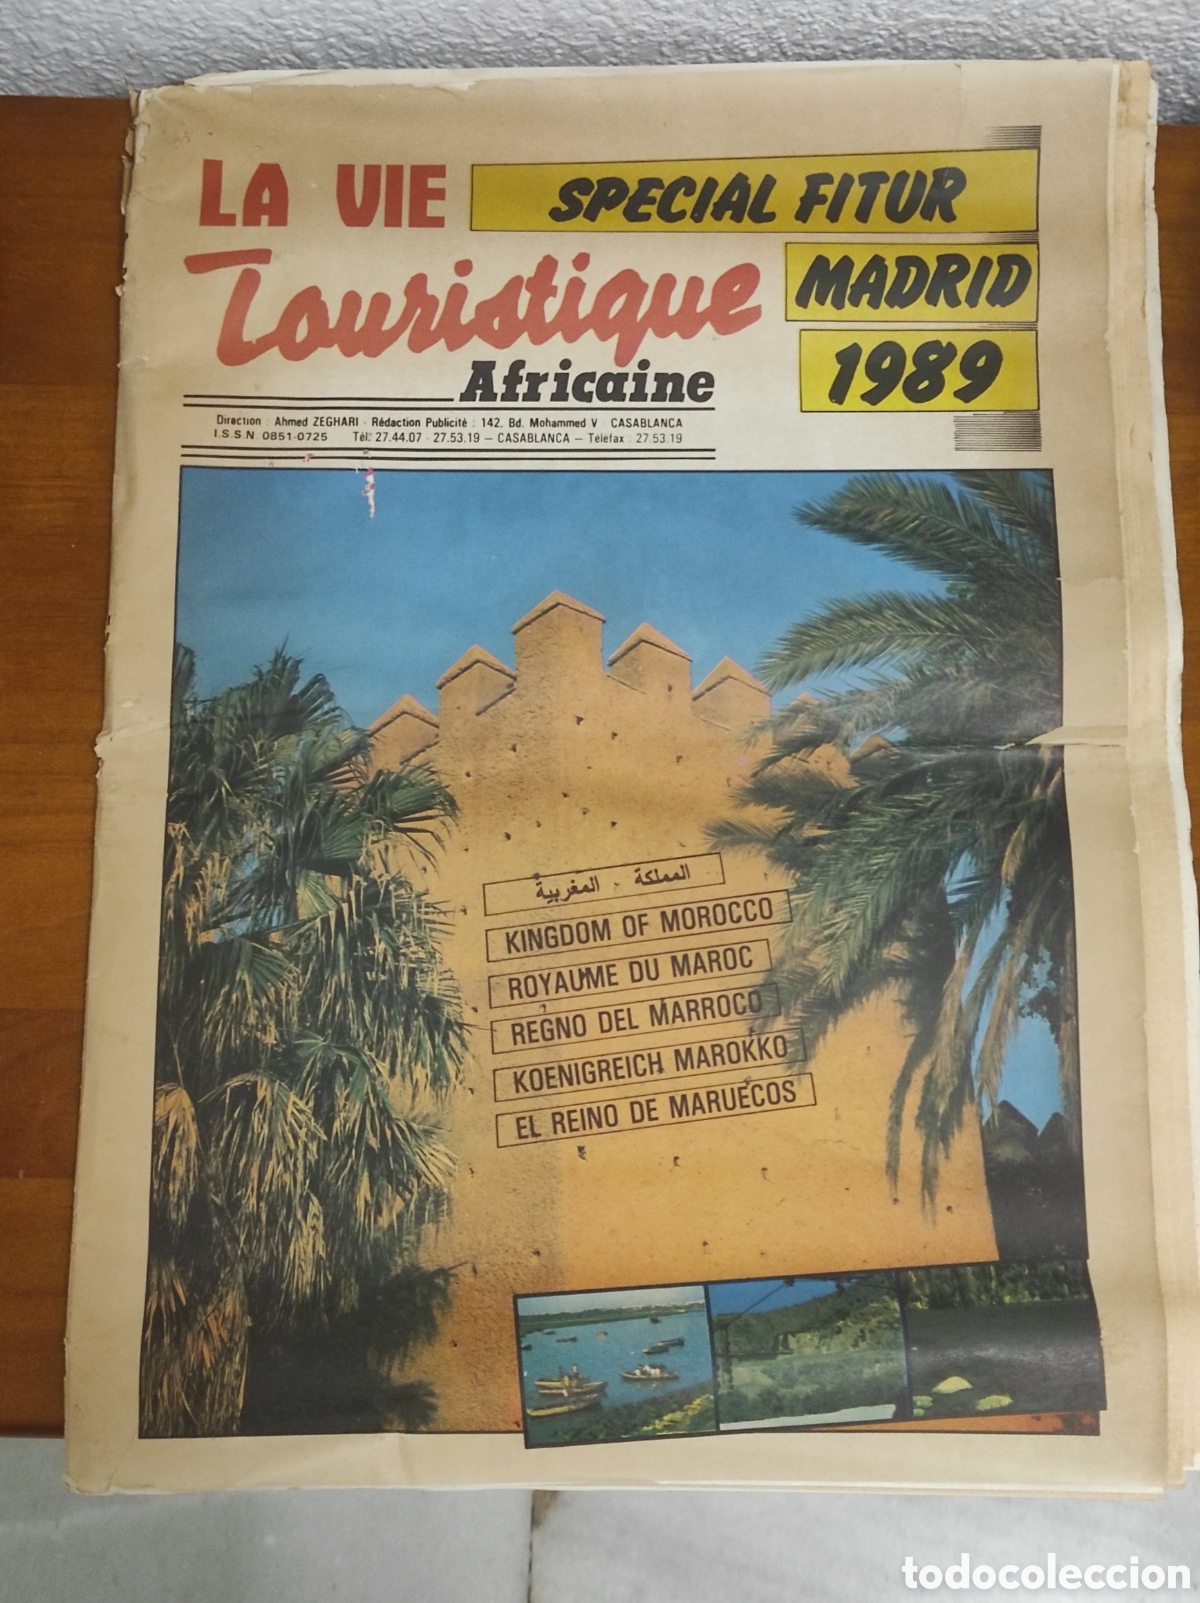 LA VIE
Touristique
Africaine
SPECIAL FITUR
MADRID
1989
Direction : Ahmed ZEGHARI - Rédaction Publicité : 142, Bd. Mohammed V - CASABLANCA
I.S.S.N. 0851-0725 Tél: 27.44.07 - 27.53.19 — CASABLANCA — Téléfax : 27.53.19
المملكة - المغربية
KINGDOM OF MOROCCO
ROYAUME DU MAROC
REGNO DEL MARROCO
KOENIGREICH MAROKKO
EL REINO DE MARUECOS
todocoleccion